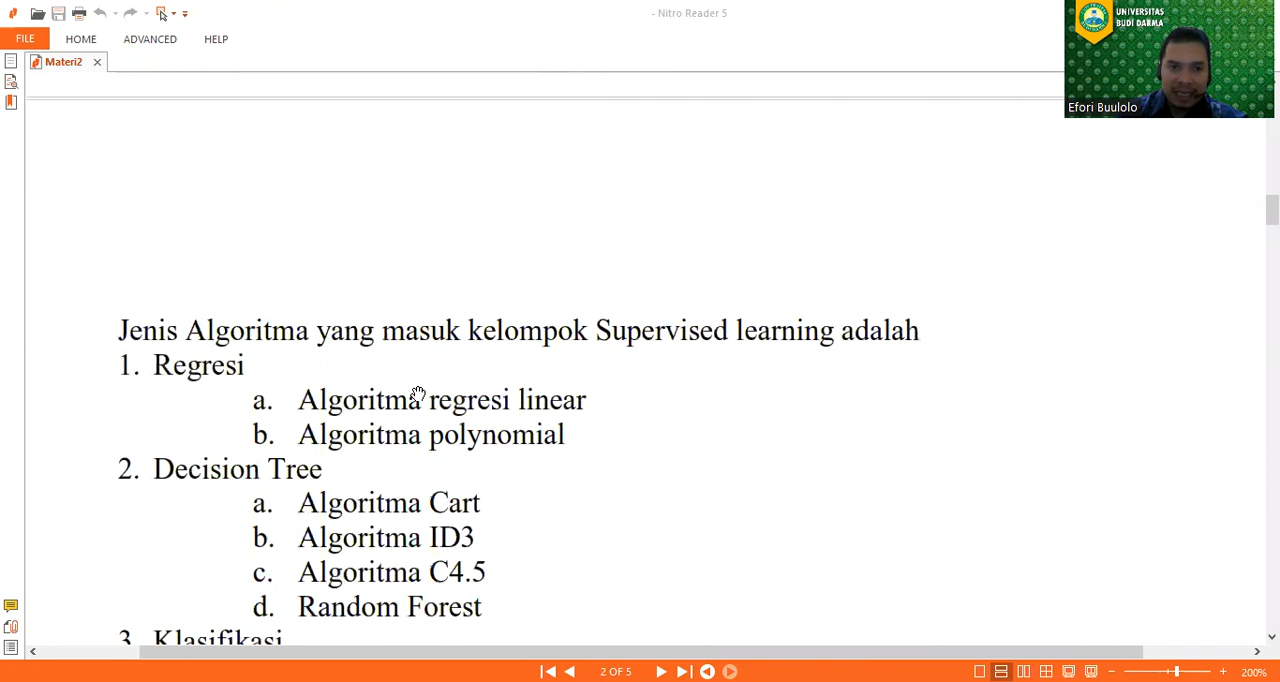 - Nitro Reader 5
FILE HOME ADVANCED HELP
Materi2
UNIVERSITAS
BUDI DARMA
Efori Buulolo
Jenis Algoritma yang masuk kelompok Supervised learning adalah
1. Regresi
a. Algoritma regresi linear
b. Algoritma polynomial
2. Decision Tree
a. Algoritma Cart
b. Algoritma ID3
c. Algoritma C4.5
d. Random Forest
3. Klasifikasi
2 OF 5
200%